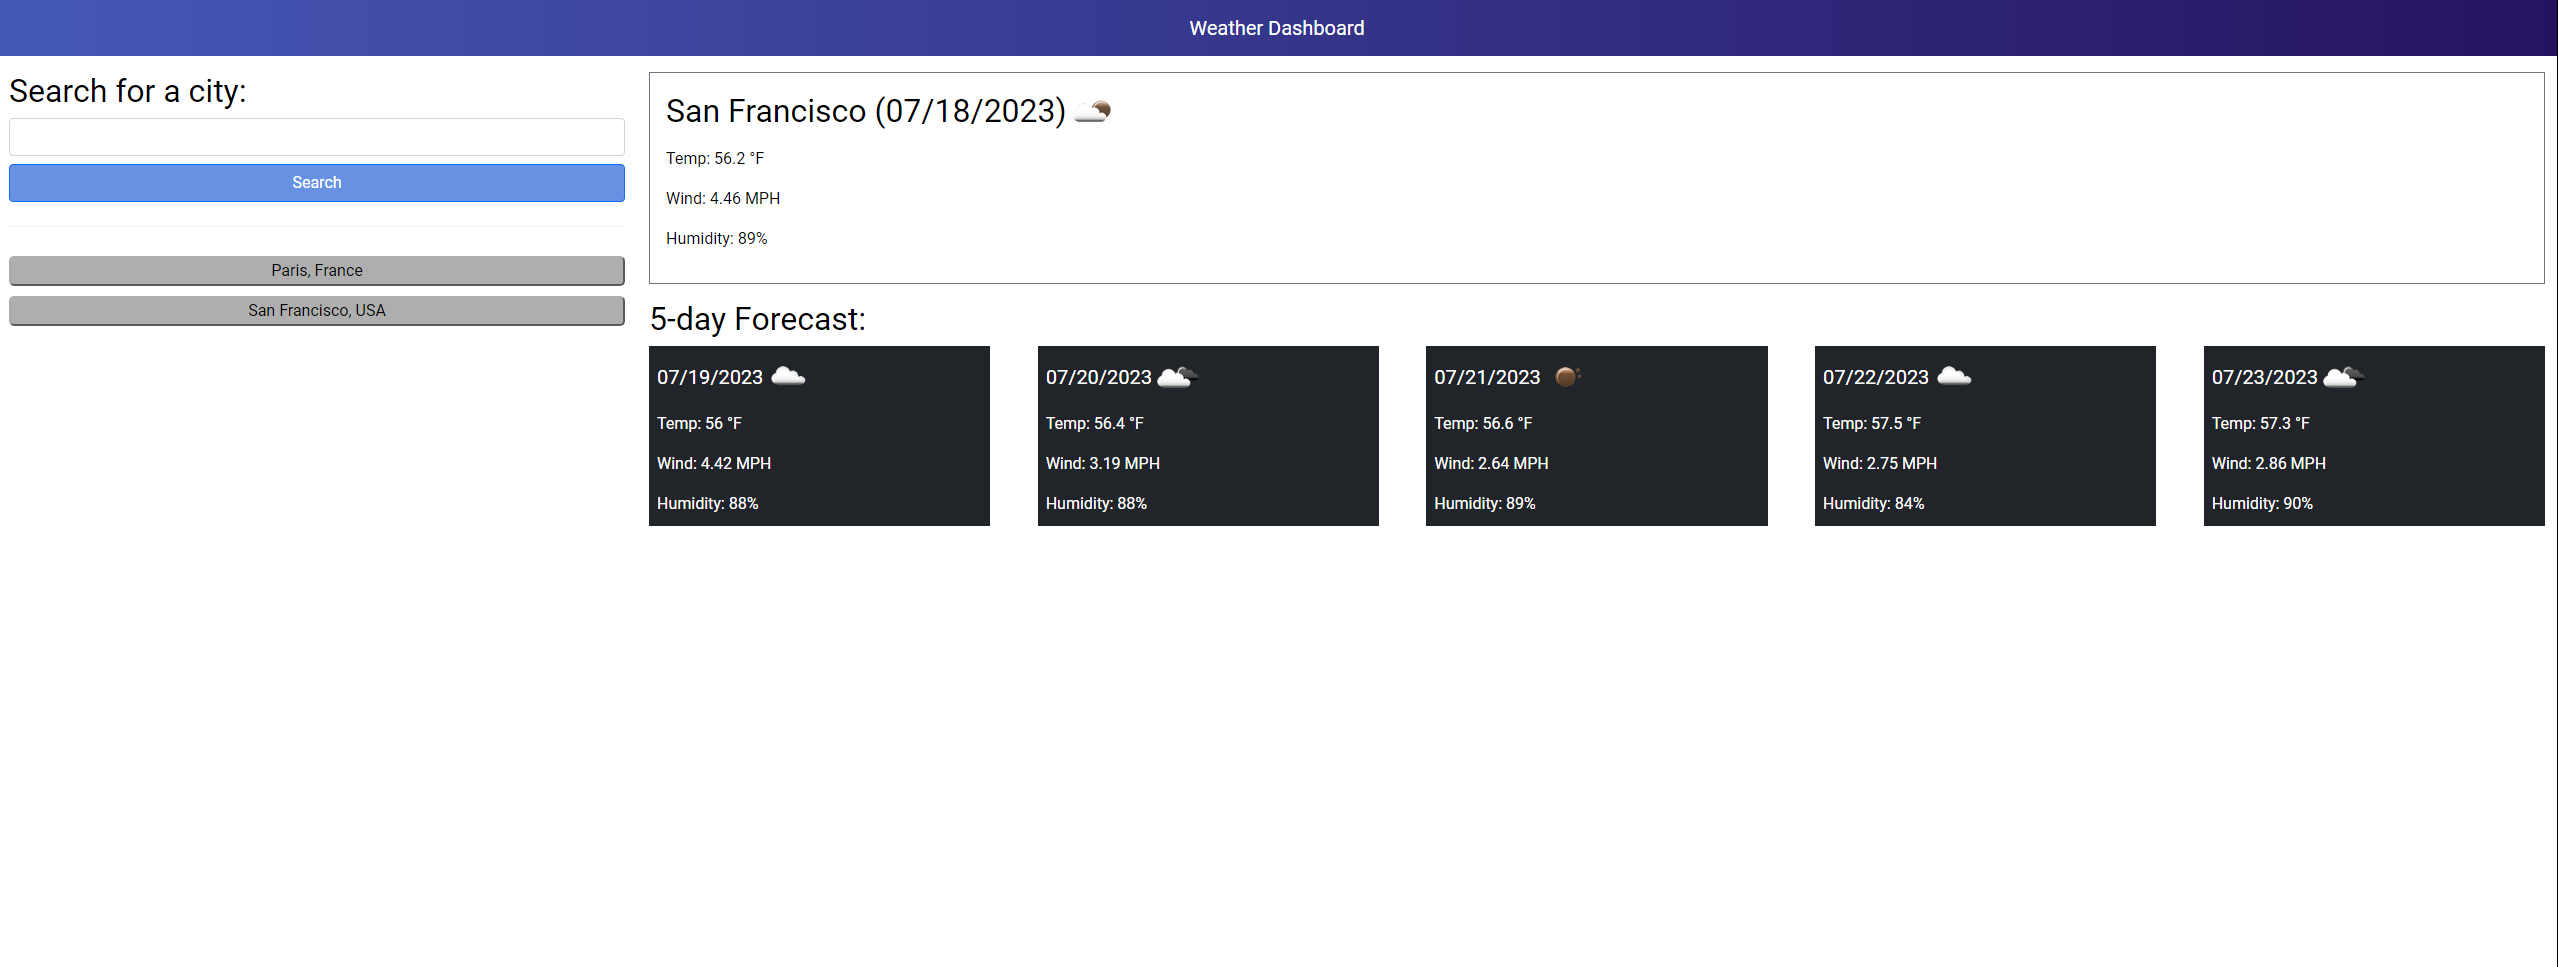 Weather Dashboard
Search for a city:
Search
Paris, France
San Francisco, USA
San Francisco (07/18/2023)
Temp: 56.2 °F
Wind: 4.46 MPH
Humidity: 89%
5-day Forecast:
07/19/2023
Temp: 56 °F
Wind: 4.42 MPH
Humidity: 88%
07/20/2023
Temp: 56.4 °F
Wind: 3.19 MPH
Humidity: 88%
07/21/2023
Temp: 56.6 °F
Wind: 2.64 MPH
Humidity: 89%
07/22/2023
Temp: 57.5 °F
Wind: 2.75 MPH
Humidity: 84%
07/23/2023
Temp: 57.3 °F
Wind: 2.86 MPH
Humidity: 90%